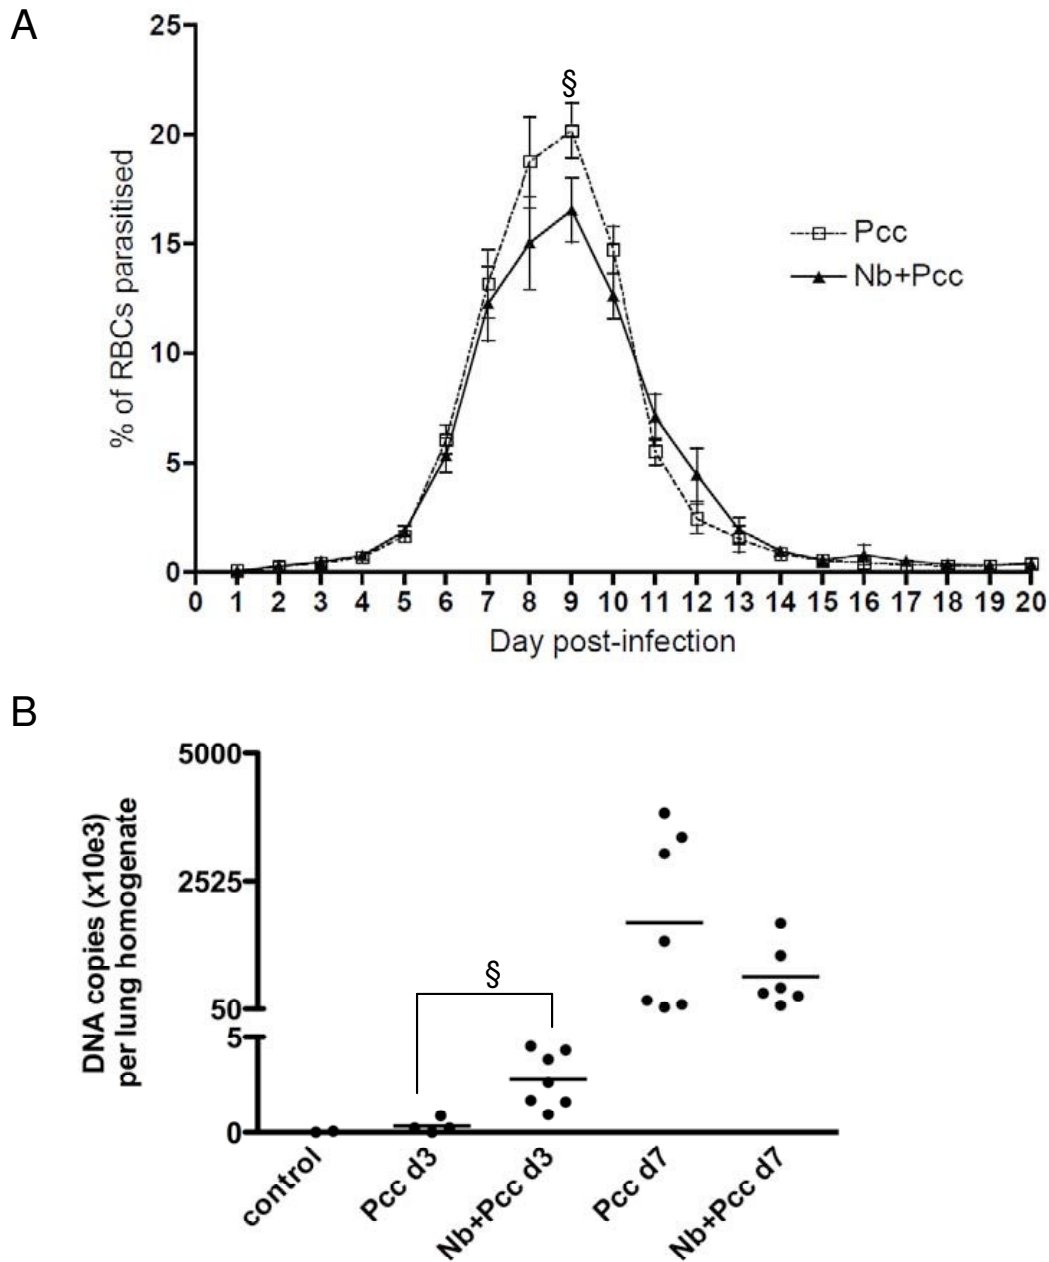 A
25
20
15
10
5
0
% of RBCs parasitised
§
Pcc
Nb+Pcc
0 1 2 3 4 5 6 7 8 9 10 11 12 13 14 15 16 17 18 19 20
Day post-infection
B
5000
2525
50
5
0
DNA copies (x10e3)
per lung homogenate
§
control
Pcc d3
Nb+Pcc d3
Pcc d7
Nb+Pcc d7